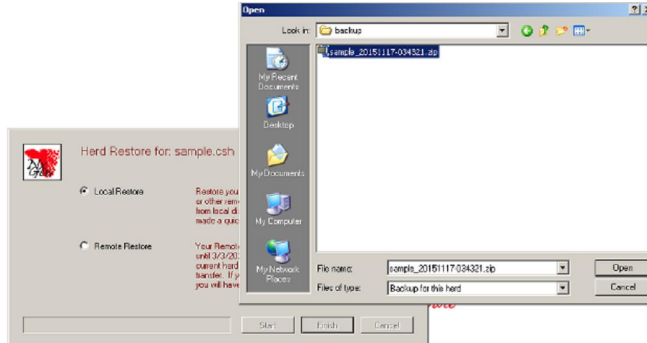 Open
Look in: backup
sample_20151117-034321.zip
My Recent
Documents
Desktop
My Documents
My Computer
My Network
Places
File name: sample_20151117-034321.zip Open
Files of type: Backup for this herd Cancel
Herd Restore for: sample.csh
Local Restore
Restore you
or other rem
from local di
made a quic
Remote Restore
Your Remot
until 3/3/20
current herd
transfer. If y
you will have
Start Finish Cancel